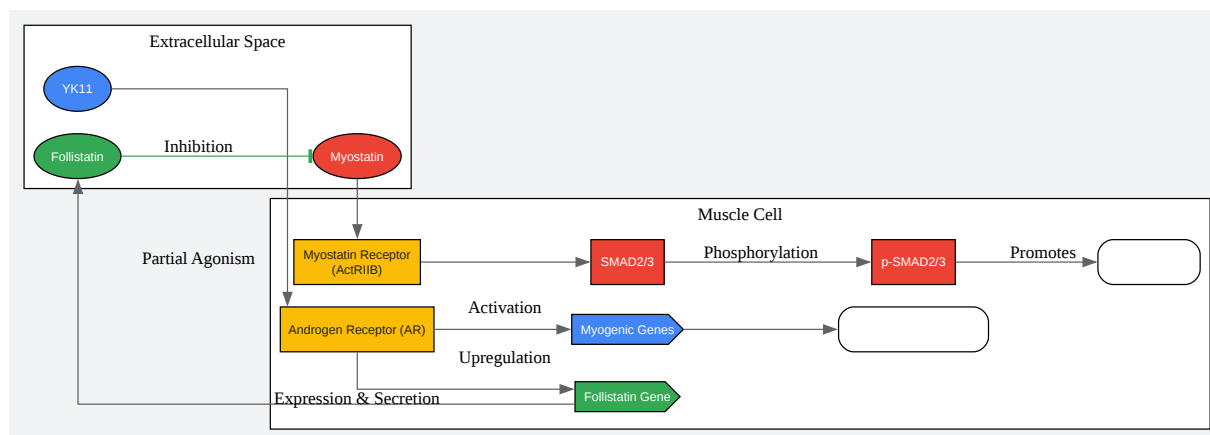 Extracellular Space
YK11
Follistatin
Inhibition
Myostatin
Muscle Cell
Partial Agonism
Myostatin Receptor
(ActRIIB)
SMAD2/3
Phosphorylation
p-SMAD2/3
Promotes
Androgen Receptor (AR)
Activation
Myogenic Genes
Upregulation
Follistatin Gene
Expression & Secretion